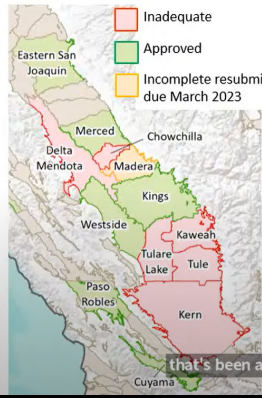 Inadequate
Approved
Incomplete resubmi
due March 2023
Eastern San
Joaquin
Merced
Chowchilla
Delta
Mendota
Madera
Kings
Westside
Kaweah
Tulare
Lake
Tule
Paso
Robles
Kern
that's been a
Cuyama